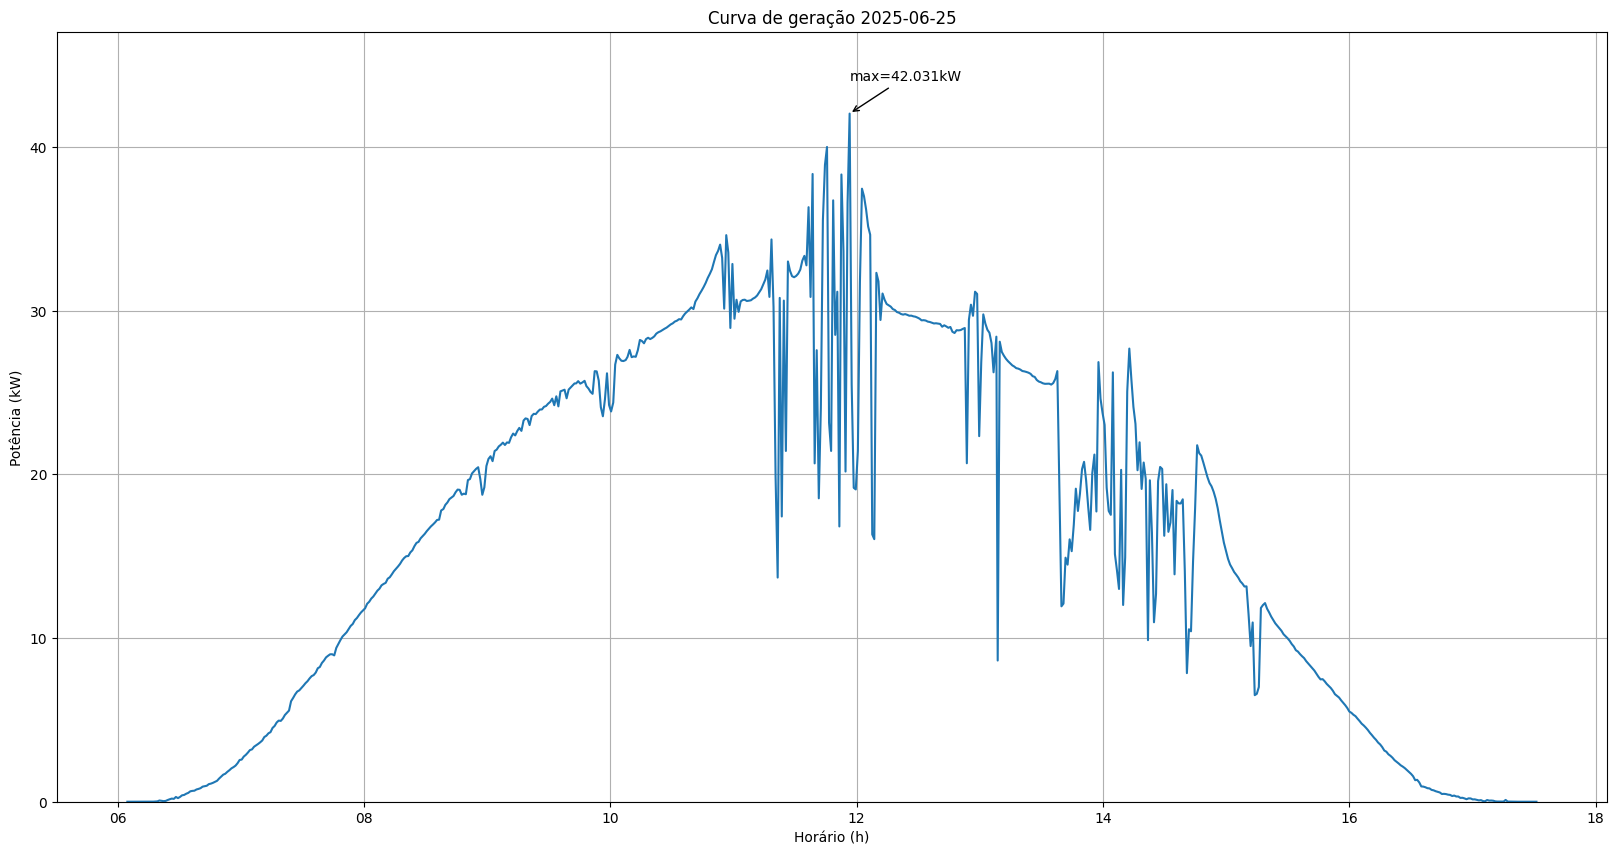 Curva de geração 2025-06-25
max=42.031kW
Potência (kW)
40
30
20
10
0
06 08 10 12 14 16 18
Horário (h)